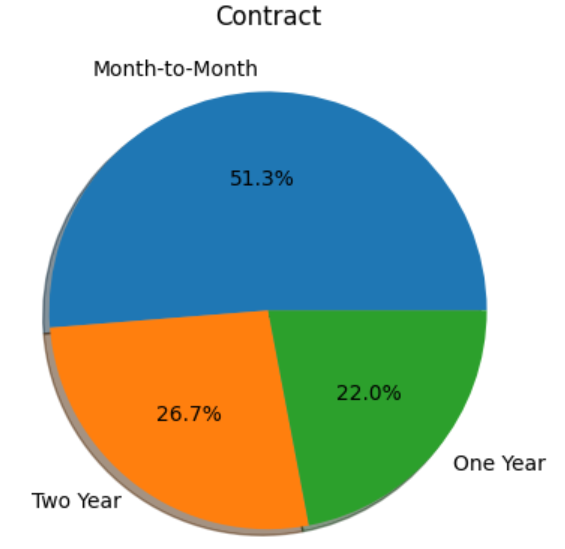 Contract
Month-to-Month
51.3%
26.7%
22.0%
Two Year
One Year